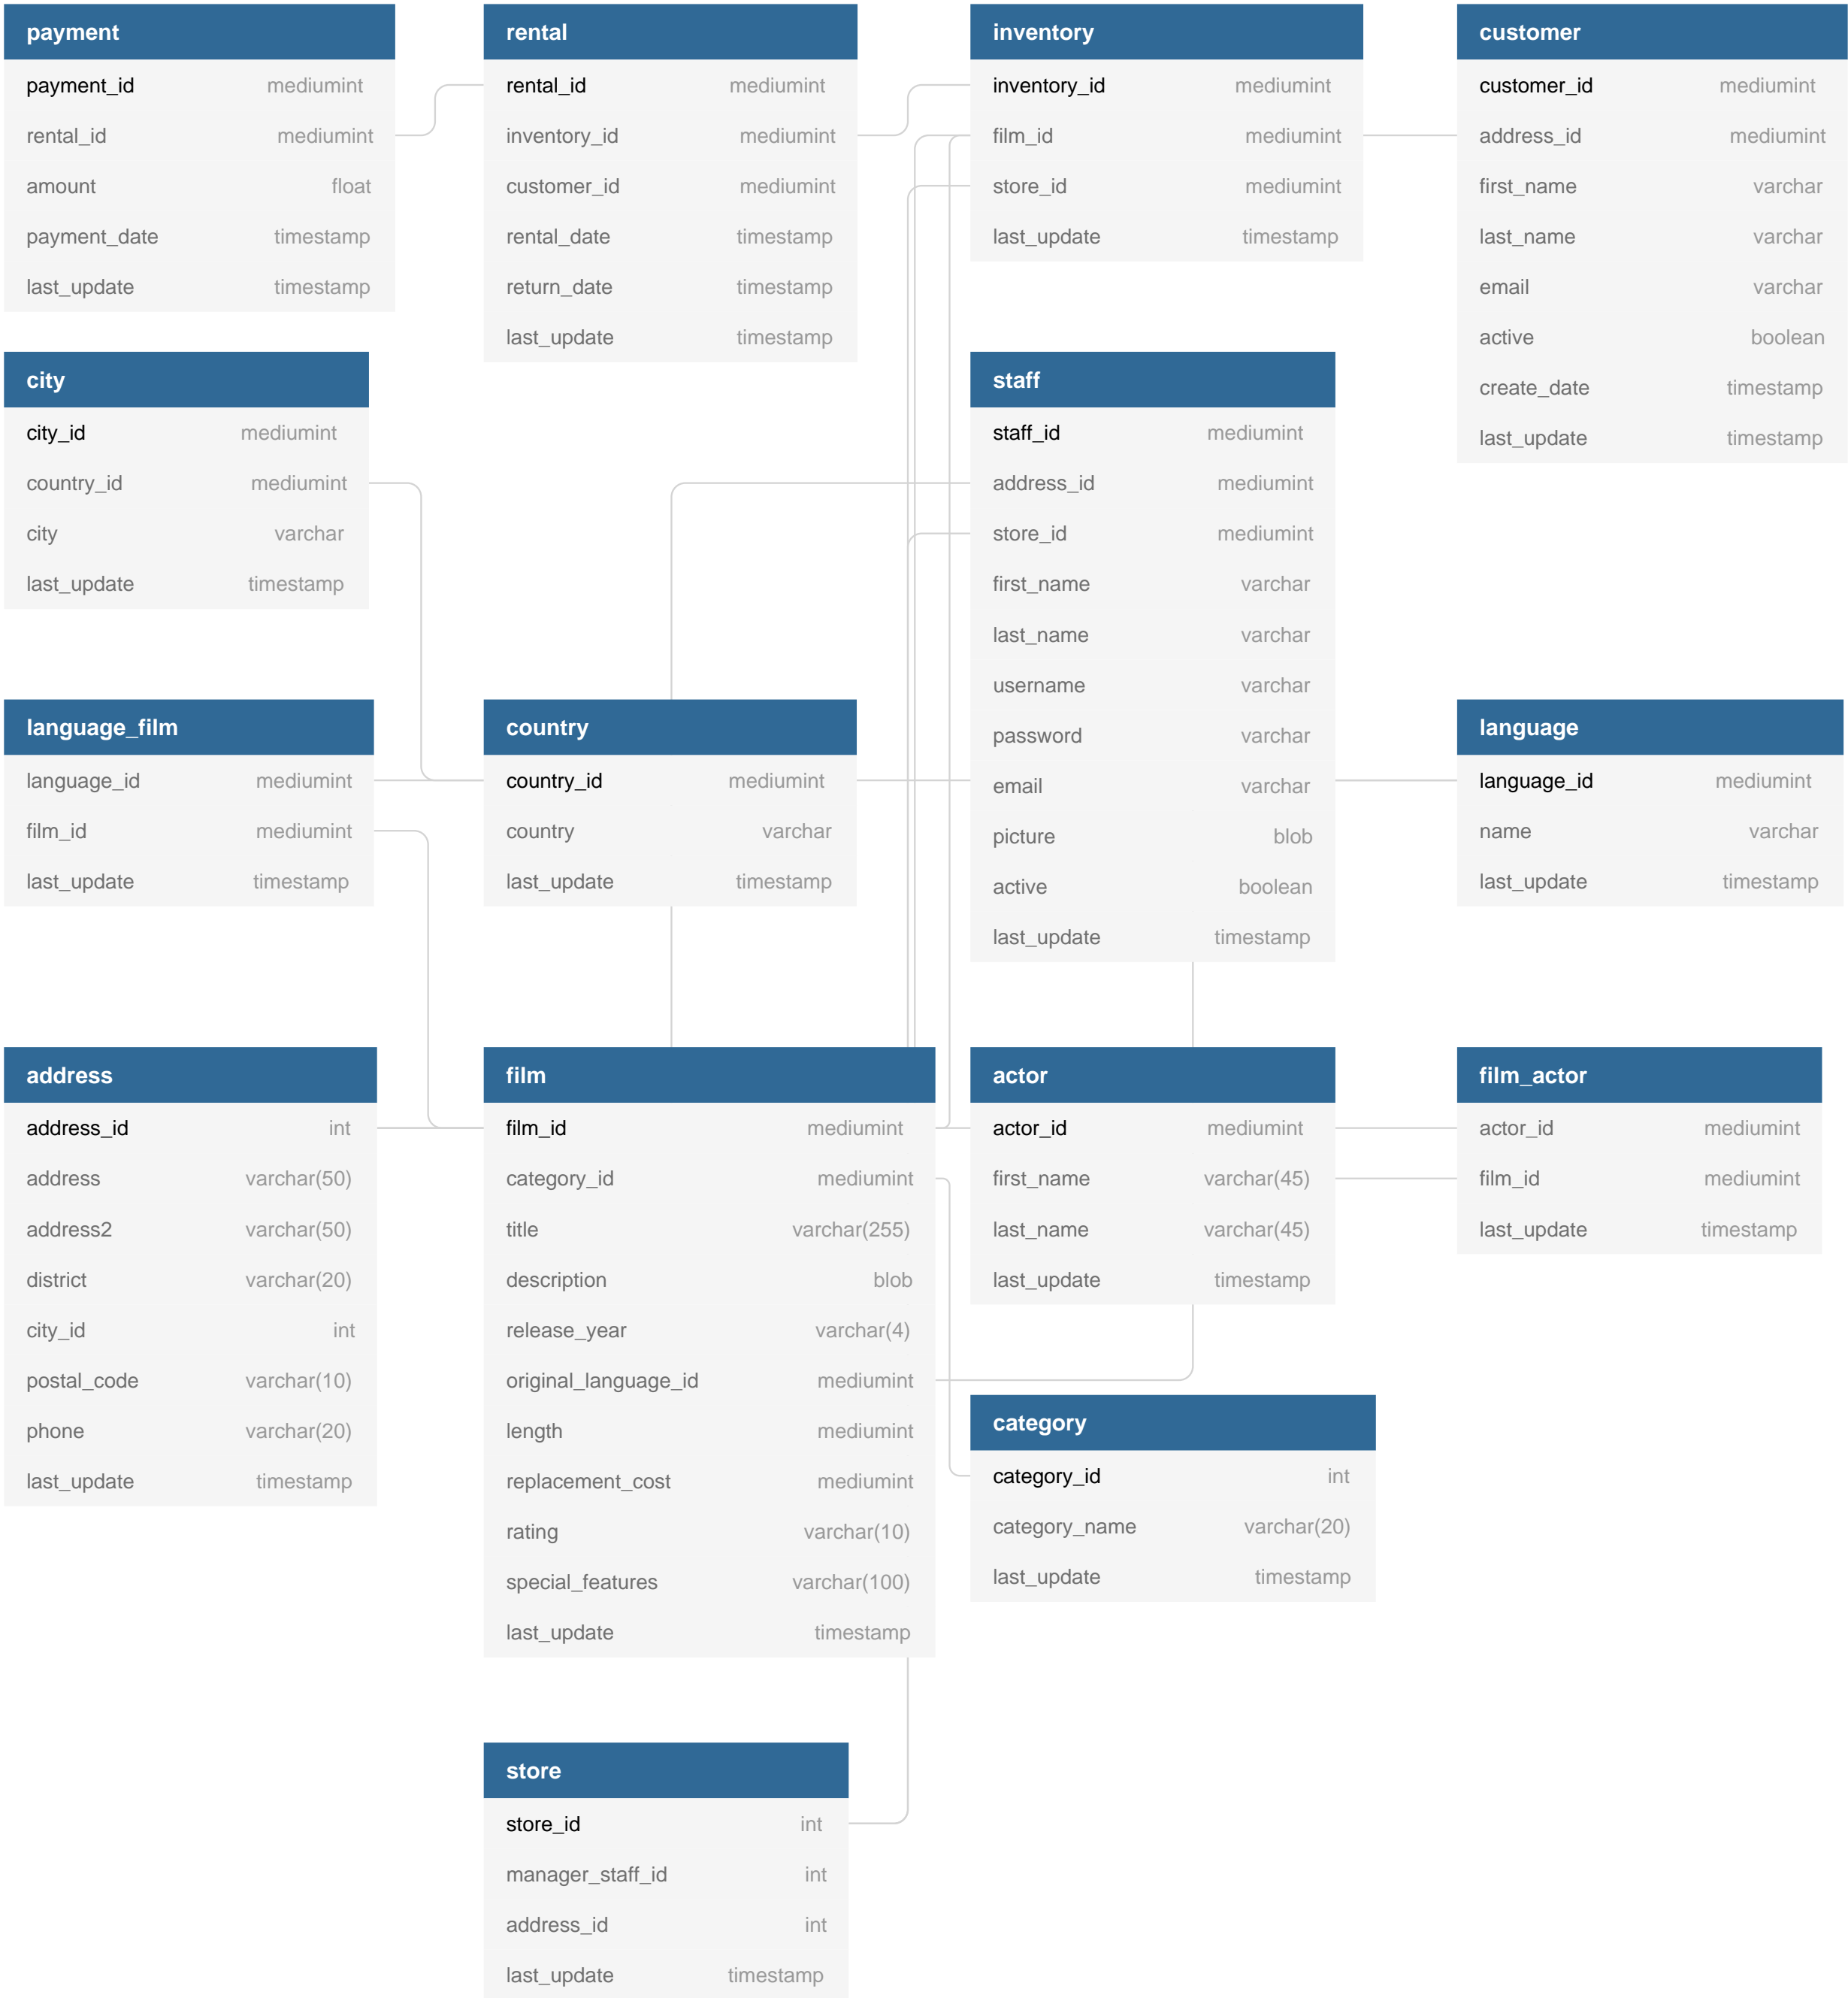 payment
payment_id mediumint
rental_id mediumint
amount float
payment_date timestamp
last_update timestamp
rental
rental_id mediumint
inventory_id mediumint
customer_id mediumint
rental_date timestamp
return_date timestamp
last_update timestamp
inventory
inventory_id mediumint
film_id mediumint
store_id mediumint
last_update timestamp
customer
customer_id mediumint
address_id mediumint
first_name varchar
last_name varchar
email varchar
active boolean
create_date timestamp
last_update timestamp
city
city_id mediumint
country_id mediumint
city varchar
last_update timestamp
staff
staff_id mediumint
address_id mediumint
store_id mediumint
first_name varchar
last_name varchar
username varchar
password varchar
email varchar
picture blob
active boolean
last_update timestamp
language_film
language_id mediumint
film_id mediumint
last_update timestamp
country
country_id mediumint
country varchar
last_update timestamp
language
language_id mediumint
name varchar
last_update timestamp
address
address_id int
address varchar(50)
address2 varchar(50)
district varchar(20)
city_id int
postal_code varchar(10)
phone varchar(20)
last_update timestamp
film
film_id mediumint
category_id mediumint
title varchar(255)
description blob
release_year varchar(4)
original_language_id mediumint
length mediumint
replacement_cost mediumint
rating varchar(10)
special_features varchar(100)
last_update timestamp
actor
actor_id mediumint
first_name varchar(45)
last_name varchar(45)
last_update timestamp
film_actor
actor_id mediumint
film_id mediumint
last_update timestamp
category
category_id int
category_name varchar(20)
last_update timestamp
store
store_id int
manager_staff_id int
address_id int
last_update timestamp